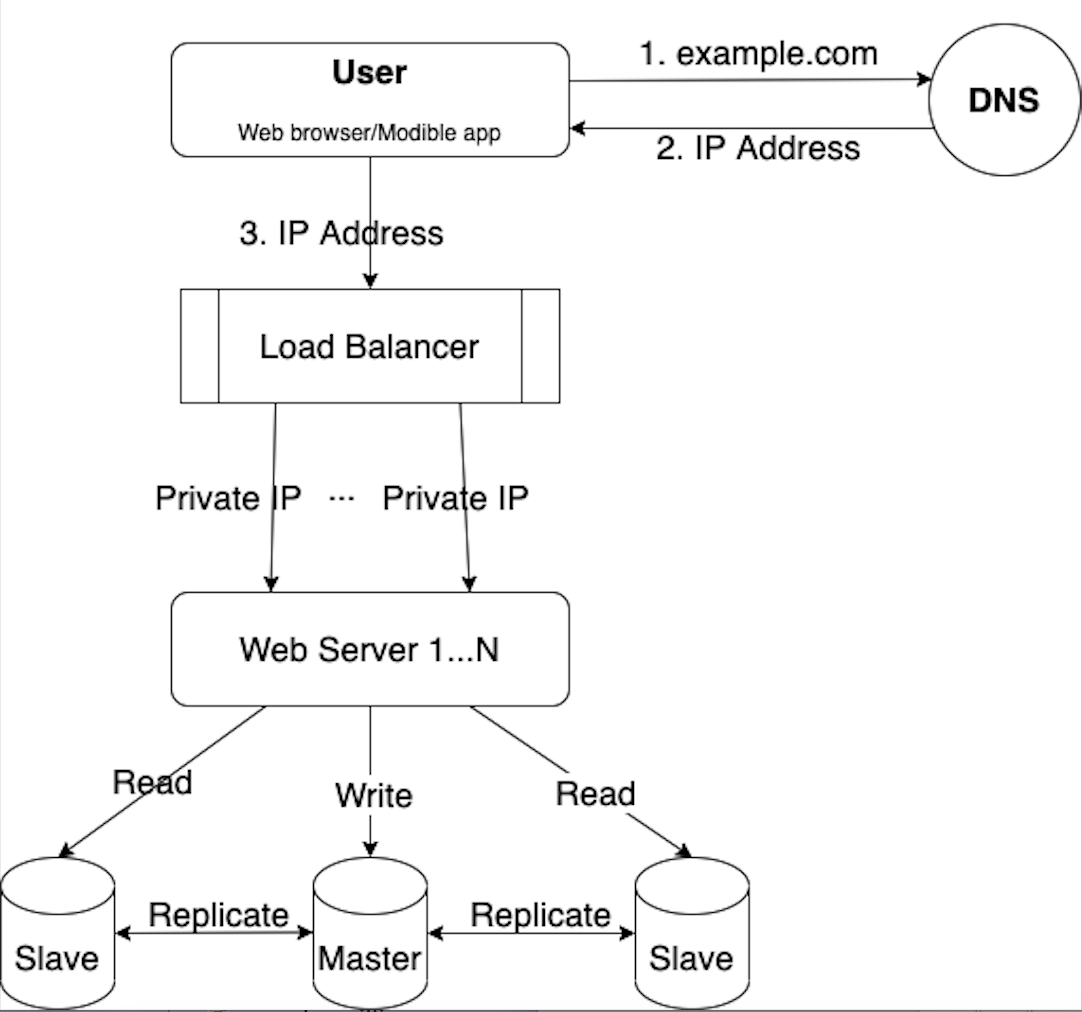 User
Web browser/Modible app
1. example.com
DNS
2. IP Address
3. IP Address
Load Balancer
Private IP ... Private IP
Web Server 1...N
Read
Write
Read
Replicate
Replicate
Slave
Master
Slave